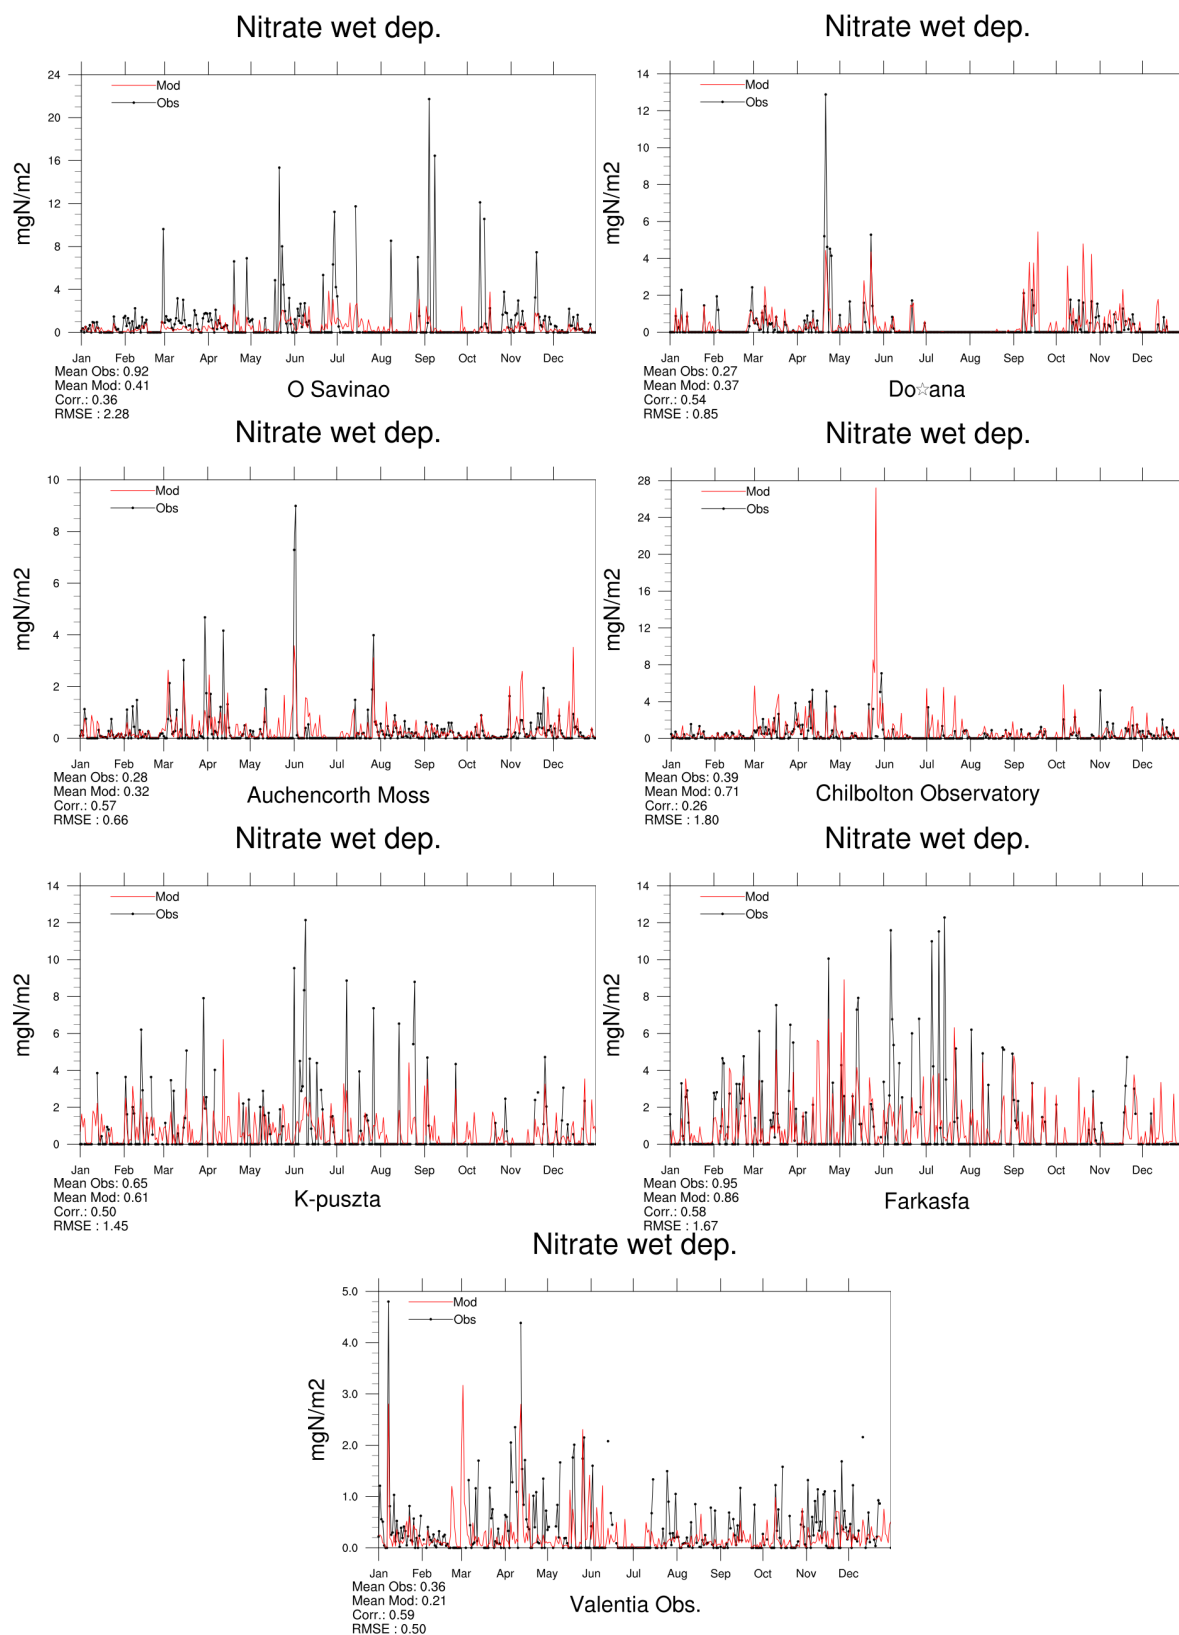 Nitrate wet dep.
Nitrate wet dep.
24
20
16
12
8
4
0
mgN/m2
Mod
Obs
Jan Feb Mar Apr May Jun Jul Aug Sep Oct Nov Dec
Mean Obs: 0.92
Mean Mod: 0.41
Corr.: 0.36
RMSE : 2.28
O Savinao
14
12
10
8
6
4
2
0
mgN/m2
Mod
Obs
Jan Feb Mar Apr May Jun Jul Aug Sep Oct Nov Dec
Mean Obs: 0.27
Mean Mod: 0.37
Corr.: 0.54
RMSE : 0.85
Do☆ana
Nitrate wet dep.
Nitrate wet dep.
10
8
6
4
2
0
mgN/m2
Mod
Obs
Jan Feb Mar Apr May Jun Jul Aug Sep Oct Nov Dec
Mean Obs: 0.28
Mean Mod: 0.32
Corr.: 0.57
RMSE : 0.66
Auchencorth Moss
28
24
20
16
12
8
4
0
mgN/m2
Mod
Obs
Jan Feb Mar Apr May Jun Jul Aug Sep Oct Nov Dec
Mean Obs: 0.39
Mean Mod: 0.71
Corr.: 0.26
RMSE : 1.80
Chilbolton Observatory
Nitrate wet dep.
Nitrate wet dep.
14
12
10
8
6
4
2
0
mgN/m2
Mod
Obs
Jan Feb Mar Apr May Jun Jul Aug Sep Oct Nov Dec
Mean Obs: 0.65
Mean Mod: 0.61
Corr.: 0.50
RMSE : 1.45
K-puszta
14
12
10
8
6
4
2
0
mgN/m2
Mod
Obs
Jan Feb Mar Apr May Jun Jul Aug Sep Oct Nov Dec
Mean Obs: 0.95
Mean Mod: 0.86
Corr.: 0.58
RMSE : 1.67
Farkasfa
Nitrate wet dep.
5.0
4.0
3.0
2.0
1.0
0.0
mgN/m2
Mod
Obs
Jan Feb Mar Apr May Jun Jul Aug Sep Oct Nov Dec
Mean Obs: 0.36
Mean Mod: 0.21
Corr.: 0.59
RMSE : 0.50
Valentia Obs.